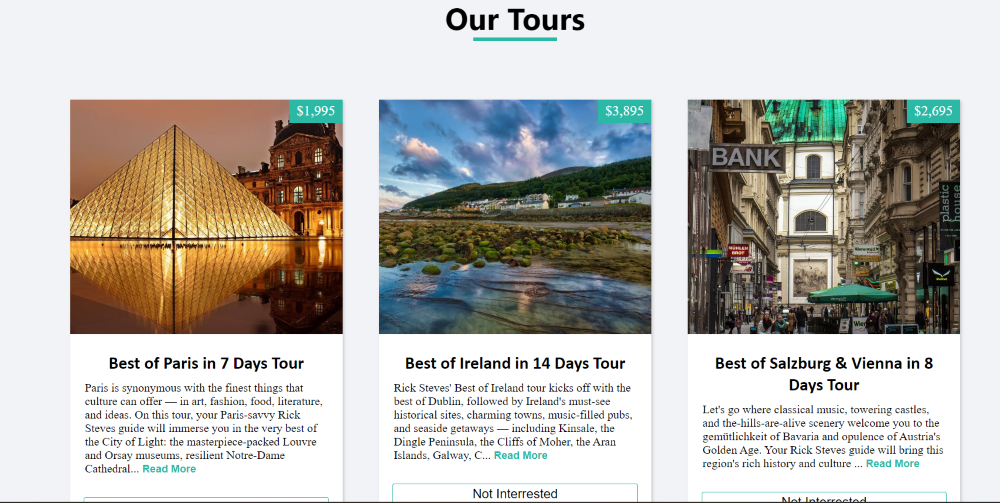 Our Tours
$1,995
$3,895
$2,695
BANK
plastic
house
Best of Paris in 7 Days Tour
Paris is synonymous with the finest things that
culture can offer — in art, fashion, food, literature,
and ideas. On this tour, your Paris-savvy Rick
Steves guide will immerse you in the very best of
the City of Light: the masterpiece-packed Louvre
and Orsay museums, resilient Notre-Dame
Cathedral... Read More
Best of Ireland in 14 Days Tour
Rick Steves' Best of Ireland tour kicks off with the
best of Dublin, followed by Ireland's must-see
historical sites, charming towns, music-filled pubs,
and seaside getaways — including Kinsale, the
Dingle Peninsula, the Cliffs of Moher, the Aran
Islands, Galway, C... Read More
Not Interrested
Best of Salzburg & Vienna in 8
Days Tour
Let's go where classical music, towering castles,
and the-hills-are-alive scenery welcome you to the
gemütlichkeit of Bavaria and opulence of Austria's
Golden Age. Your Rick Steves guide will bring this
region's rich history and culture ... Read More
Not Interrested